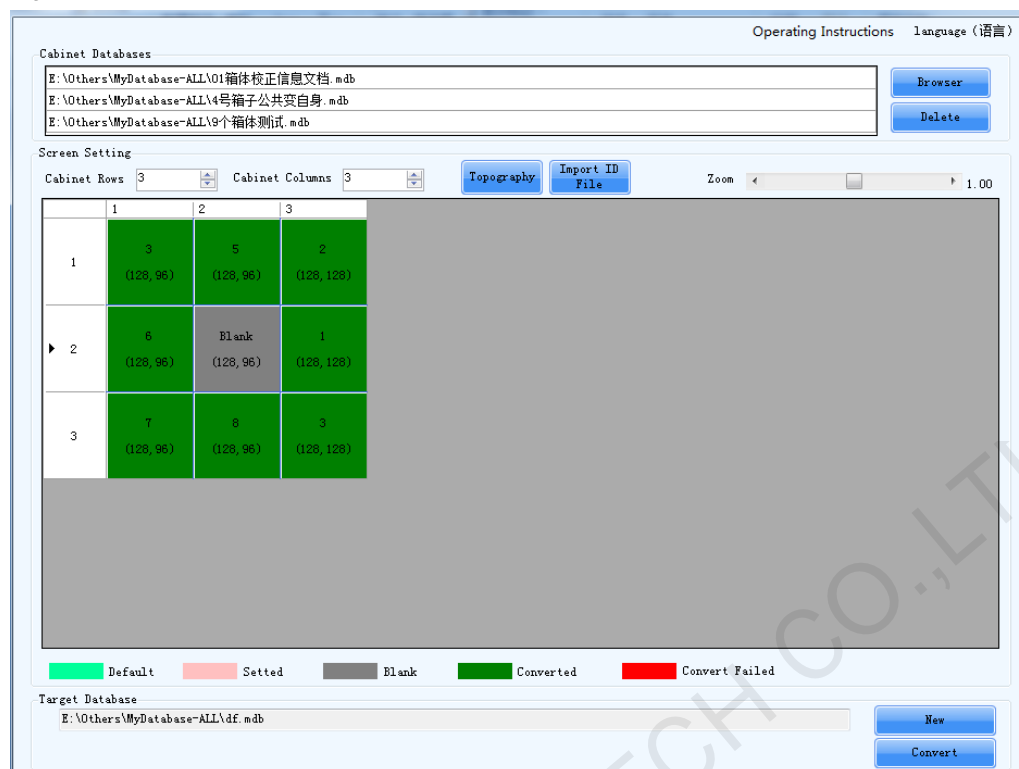 Operating Instructions language（语言）
Cabinet Databases
E:\Others\MyDatabase-ALL\01箱体校正信息文档.mdb
E:\Others\MyDatabase-ALL\4号箱子公共变自身.mdb
E:\Others\MyDatabase-ALL\9个箱体测试.mdb
Browser
Delete
Screen Setting
Cabinet Rows 3 Cabinet Columns 3 Topography Import ID File Zoom 1.00
1 2 3
1
3 5 2
(128, 96) (128, 96) (128, 128)
2
6 Blank 1
(128, 96) (128, 96) (128, 128)
3
7 8 3
(128, 96) (128, 96) (128, 128)
Default Setted Blank Converted Convert Failed
Target Database
E:\Others\MyDatabase-ALL\df.mdb
New
Convert
TECH CO.,LT